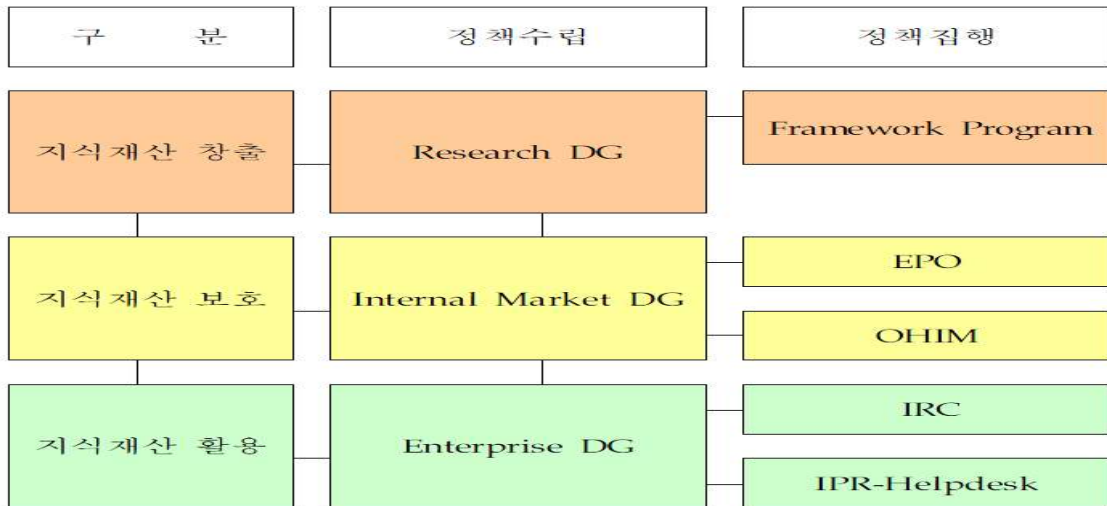 구 분 정책수립 정책집행
지식재산 창출 Research DG Framework Program
지식재산 보호 Internal Market DG EPO
OHIM
지식재산 활용 Enterprise DG IRC
IPR-Helpdesk